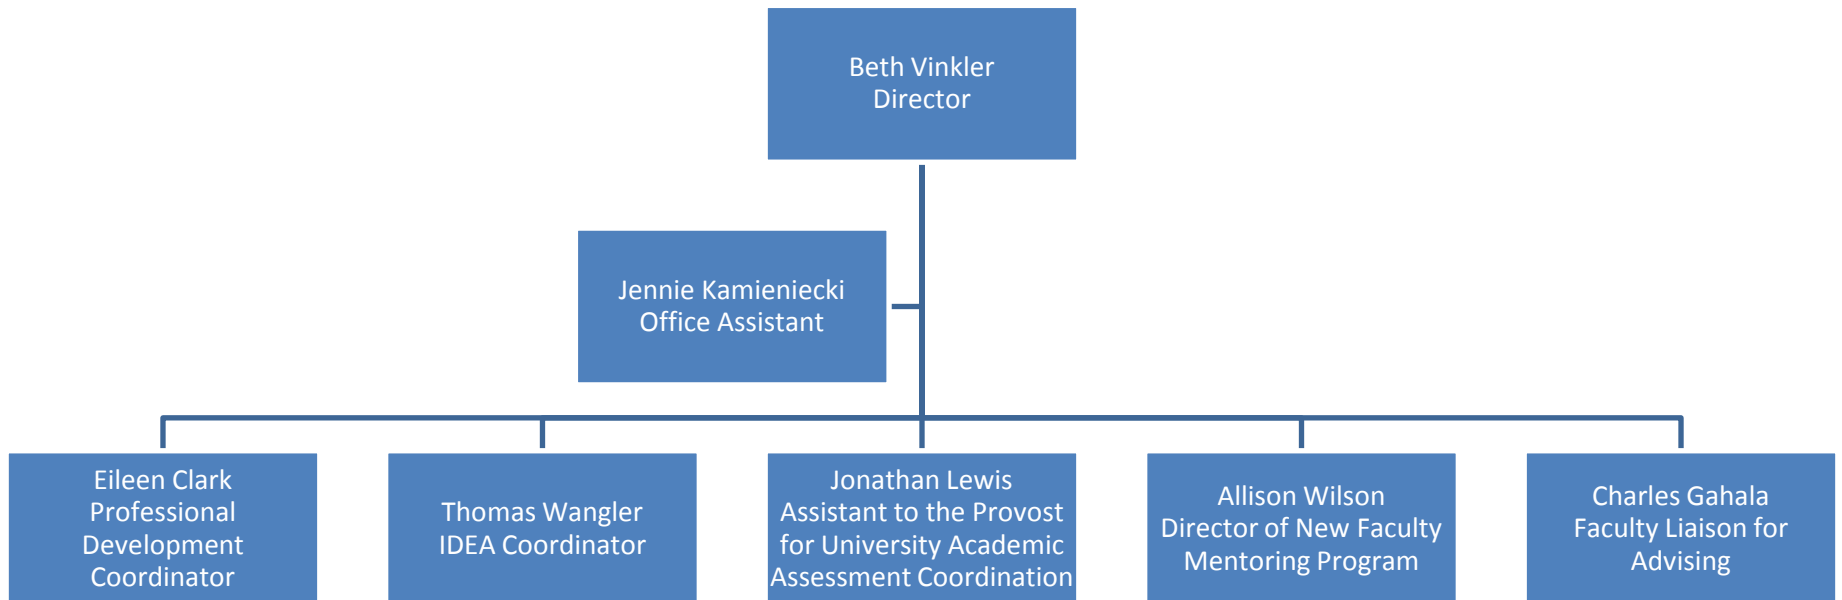 Beth Vinkler
Director
Jennie Kamieniecki
Office Assistant
Eileen Clark
Professional
Development
Coordinator
Thomas Wangler
IDEA Coordinator
Jonathan Lewis
Assistant to the Provost
for University Academic
Assessment Coordination
Allison Wilson
Director of New Faculty
Mentoring Program
Charles Gahala
Faculty Liaison for
Advising